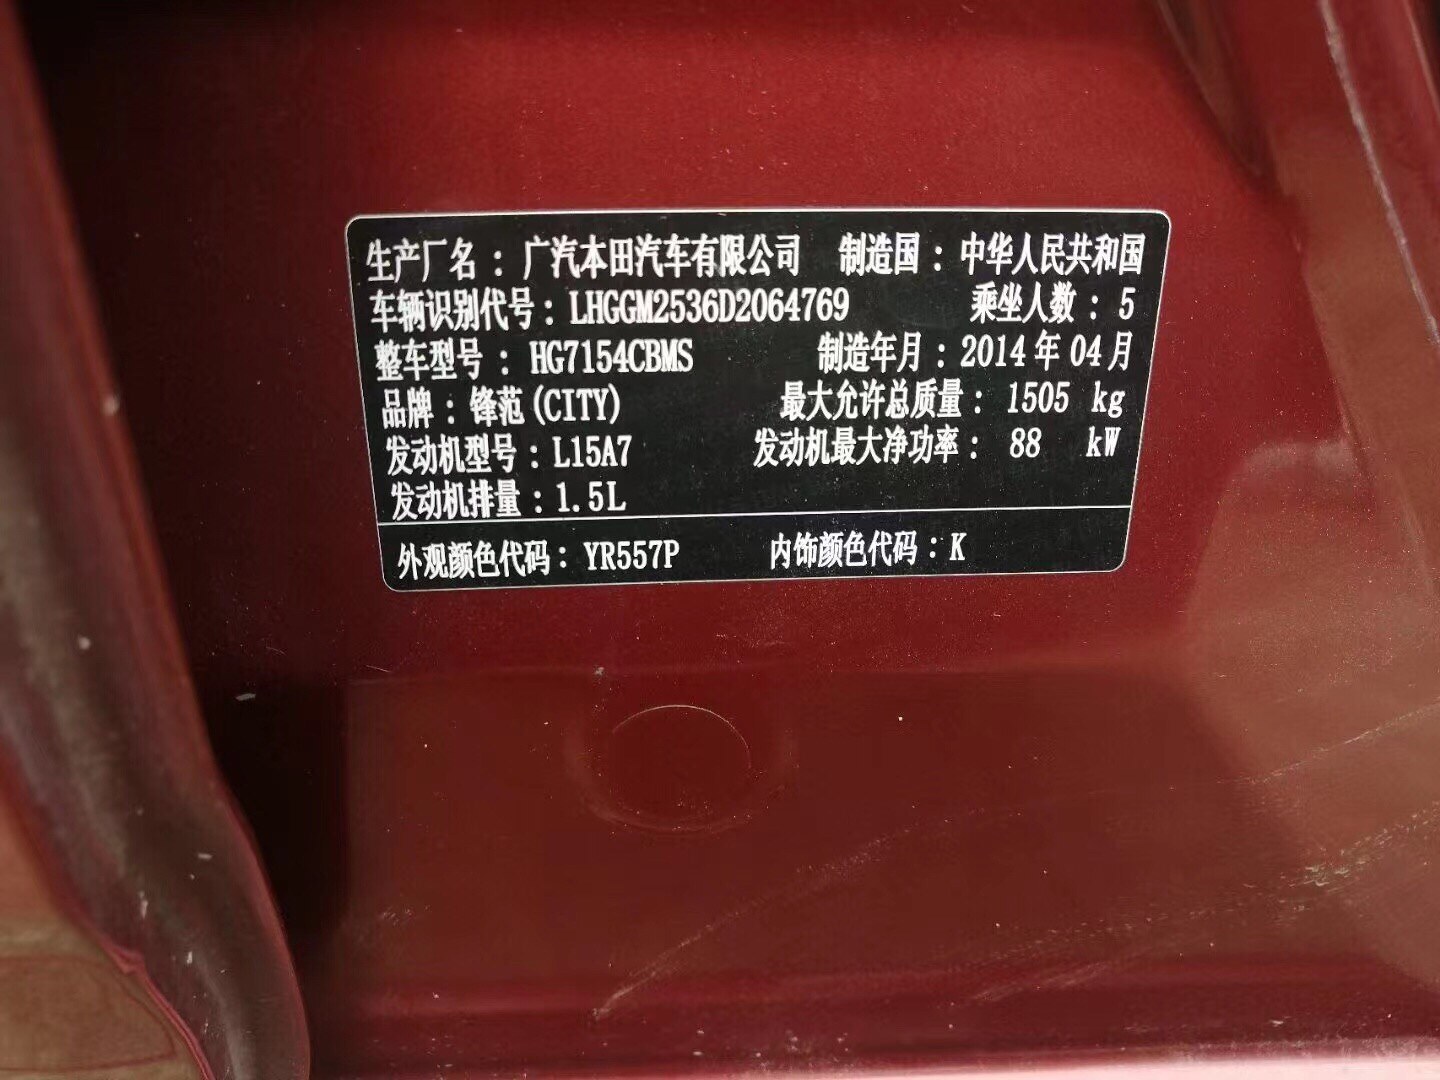 生产厂名：广汽本田汽车有限公司 制造国：中华人民共和国
车辆识别代号：LHGGM2536D2064769 乘坐人数：5
整车型号：HG7154CBMS 制造年月：2014年04月
品牌：锋范(CITY) 最大允许总质量：1505 kg
发动机型号：L15A7 发动机最大净功率：88 kW
发动机排量：1.5L
外观颜色代码：YR557P 内饰颜色代码：K